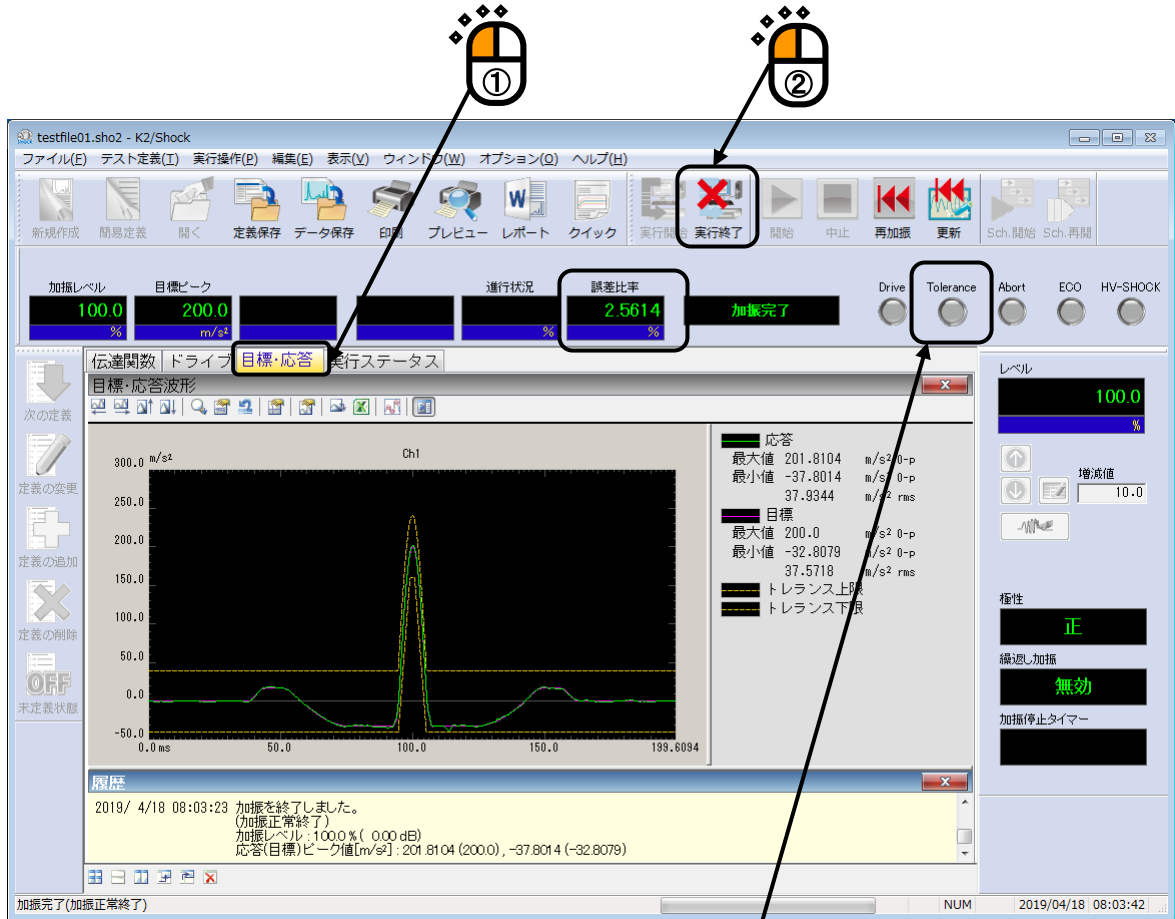 ①
②
testfile01.sho2 - K2/Shock
ファイル(F) テスト定義(T) 実行操作(P) 編集(E) 表示(V) ウィンドウ(W) オプション(O) ヘルプ(H)
新規作成 簡易定義 開く 定義保存 データ保存 印刷 プレビュー レポート クイック 実行開始 実行終了 開始 中止 再加振 更新 Sch.開始 Sch.再開
加振レベル 目標ピーク 進行状況 誤差比率 Drive Tolerance Abort ECO HV-SHOCK
100.0 200.0 2.5614 加振完了
% m/s² % %
伝達関数 ドライブ 目標・応答 実行ステータス
目標・応答波形
次の定義
定義の変更
定義の追加
定義の削除
OFF
未定義状態
Ch1
300.0 m/s²
250.0
200.0
150.0
100.0
50.0
0.0
-50.0
0.0 ms 50.0 100.0 150.0 199.6094
応答
最大値 201.8104 m/s² 0-p
最小値 -37.8014 m/s² 0-p
37.9344 m/s² rms
目標
最大値 200.0 m/s² 0-p
最小値 -32.8079 m/s² 0-p
37.5718 m/s² rms
トレランス上限
トレランス下限
レベル
100.0
%
増減値
10.0
極性
正
繰返し加振
無効
加振停止タイマー
履歴
2019/ 4/18 08:03:23 加振を終了しました。
(加振正常終了)
加振レベル : 100.0 % ( 0.00 dB)
応答(目標)ピーク値[m/s²] : 201.8104 (200.0) , -37.8014 (-32.8079)
加振完了(加振正常終了) NUM 2019/04/18 08:03:42